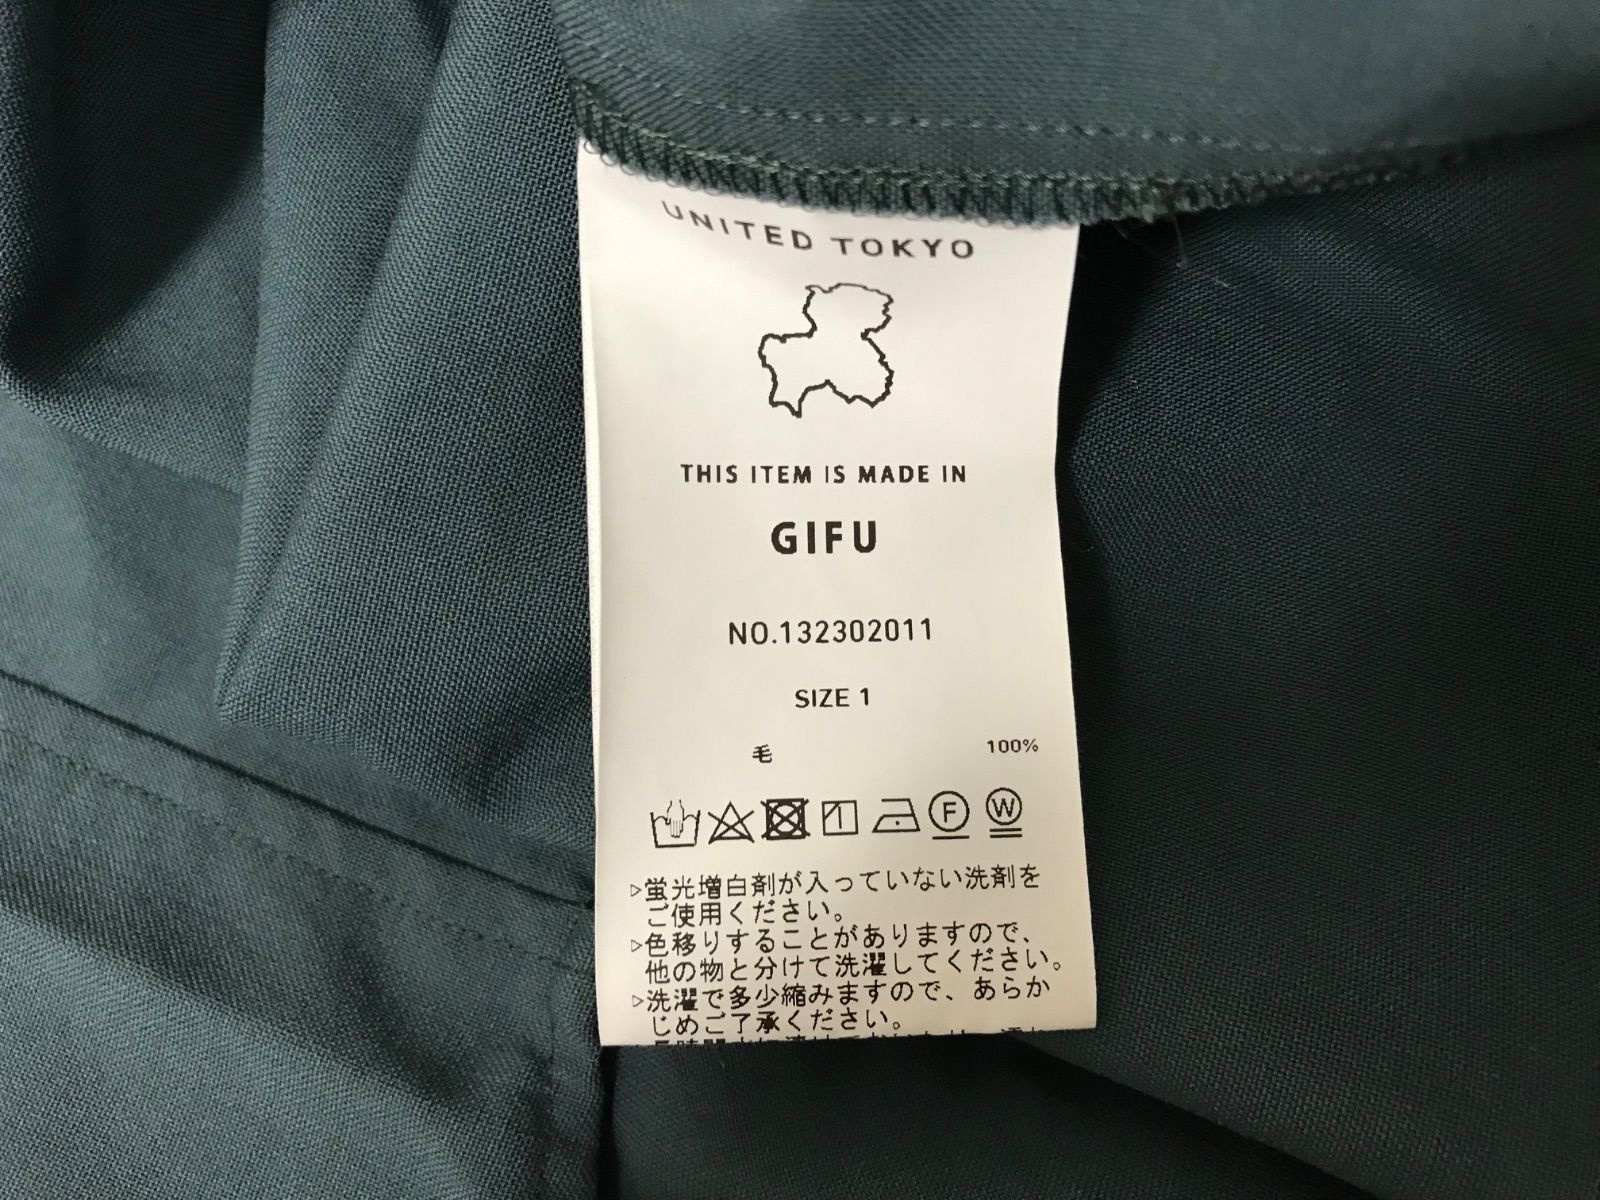 UNITED TOKYO
THIS ITEM IS MADE IN
GIFU
NO.132302011
SIZE 1
毛 100%
F W
▷蛍光増白剤が入っていない洗剤を
ご使用ください。
▷色移りすることがありますので、
他の物と分けて洗濯してください。
▷洗濯で多少縮みますので、あらか
じめご了承ください。